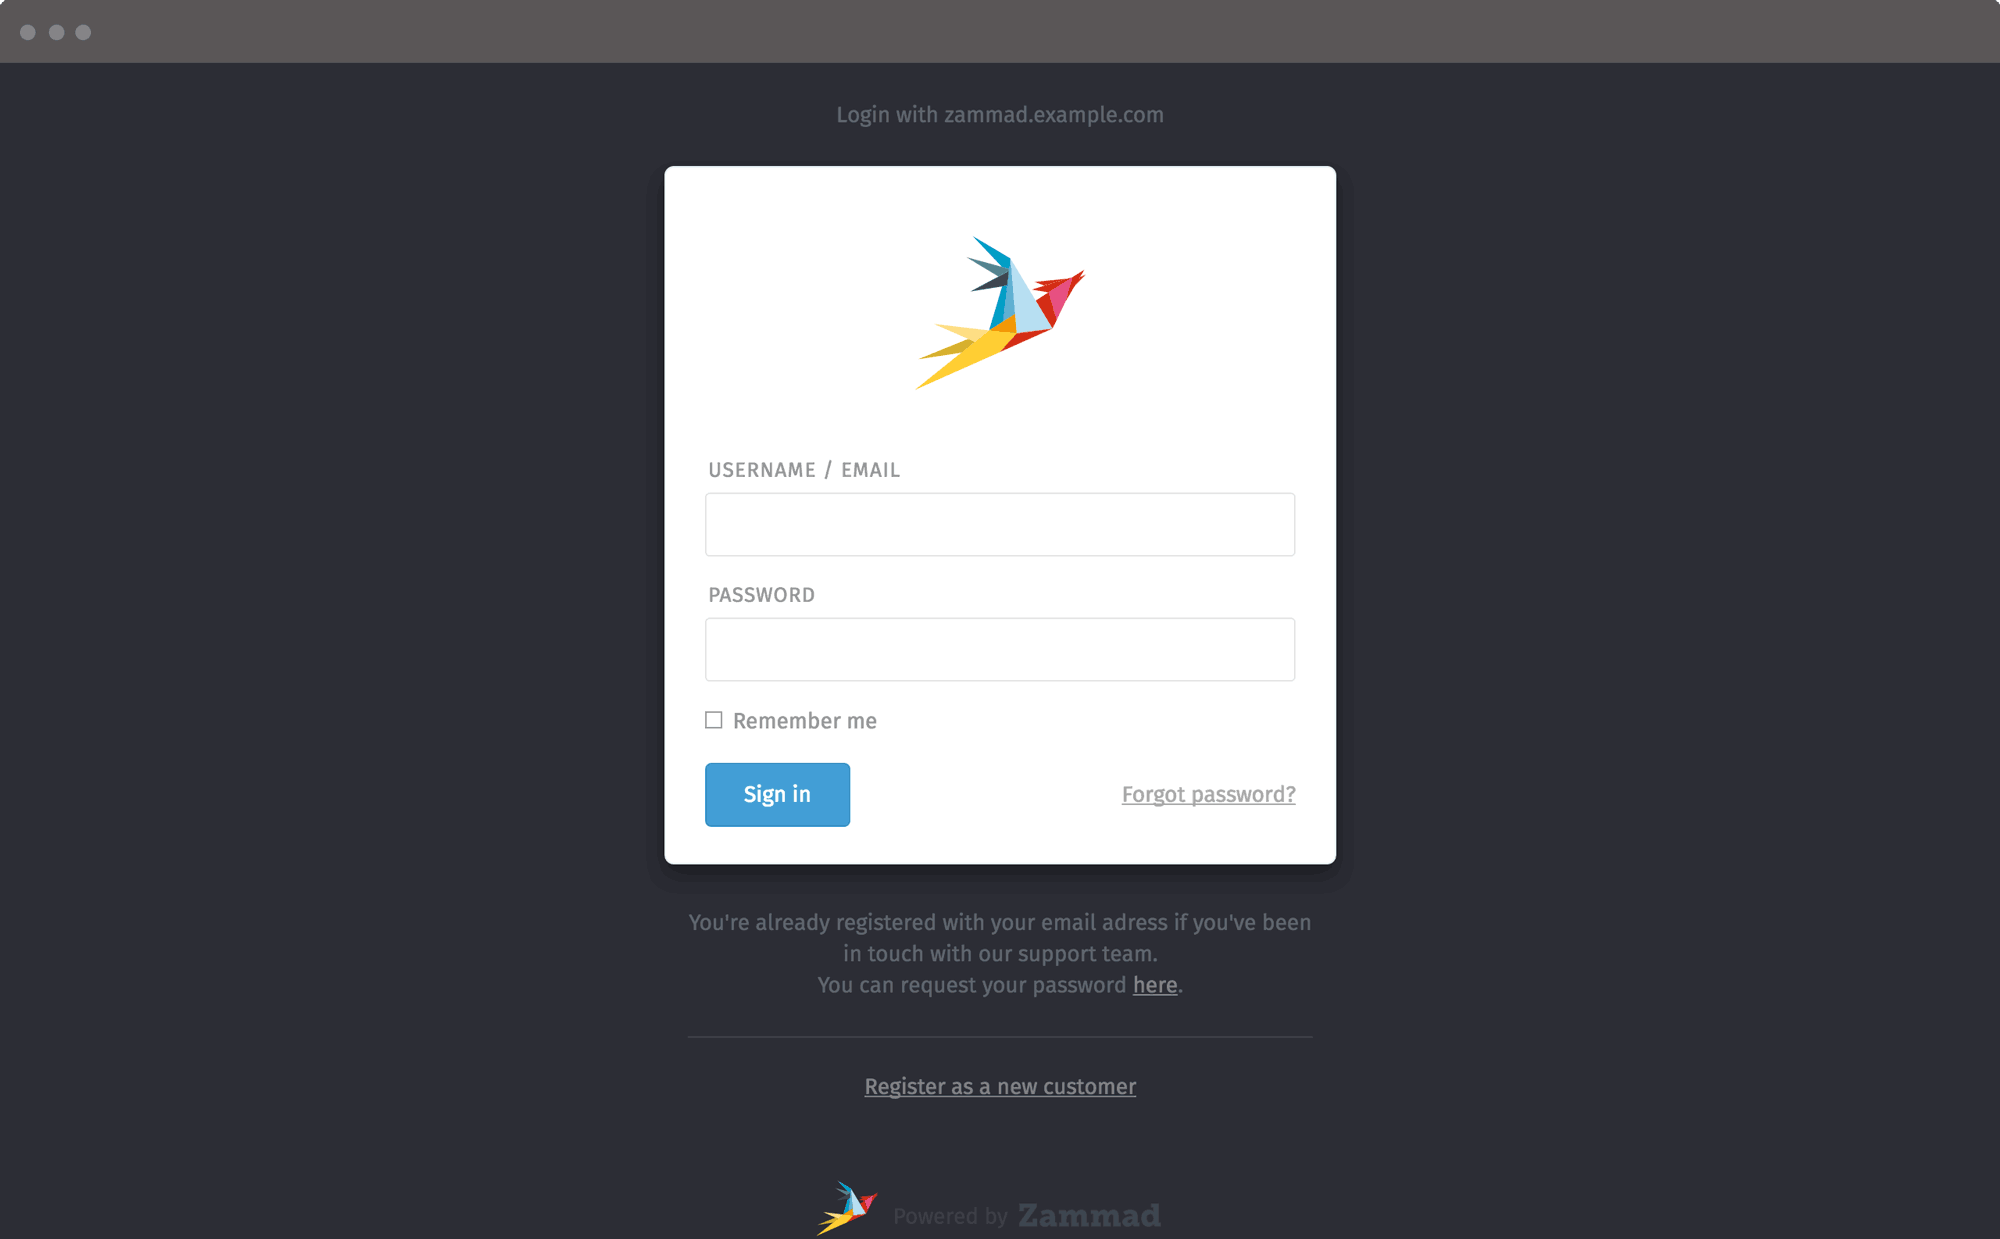 Login with zammad.example.com
USERNAME / EMAIL
PASSWORD
Remember me
Sign in
Forgot password?
You're already registered with your email adress if you've been
in touch with our support team.
You can request your password here.
Register as a new customer
Powered by Zammad